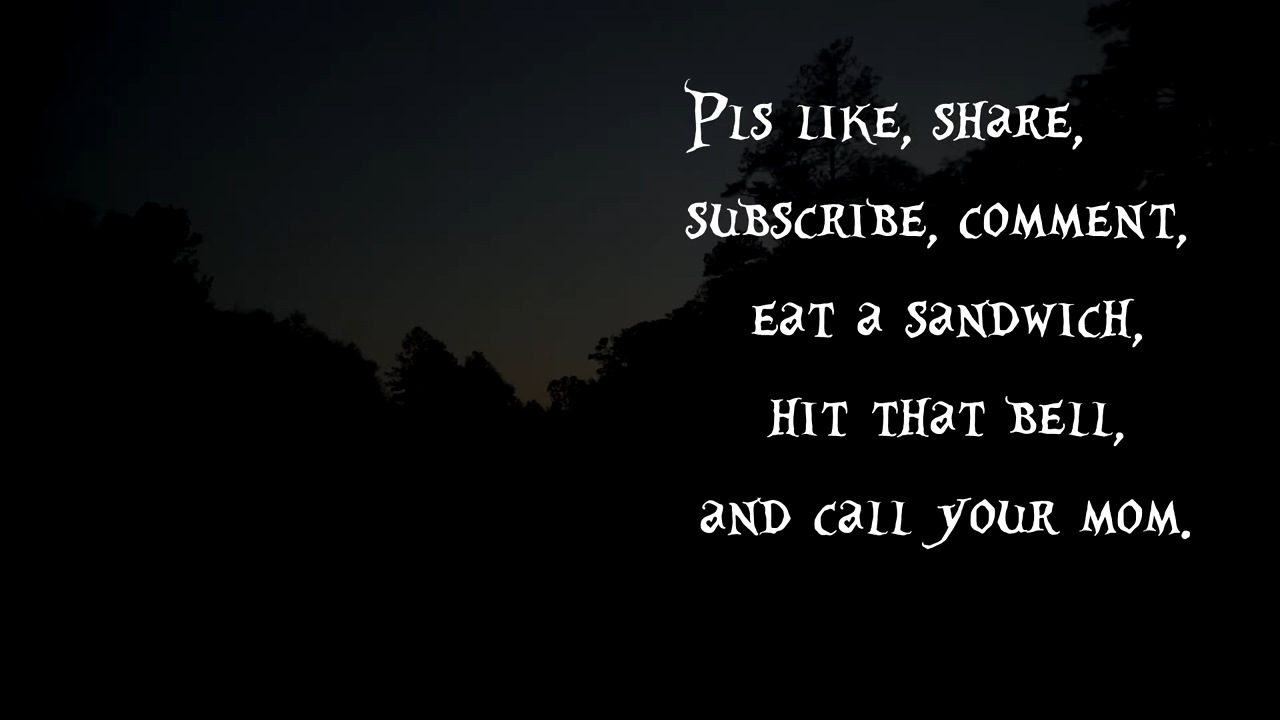 Pls like, share,
subscribe, comment,
eat a sandwich,
hit that bell,
and call your mom.